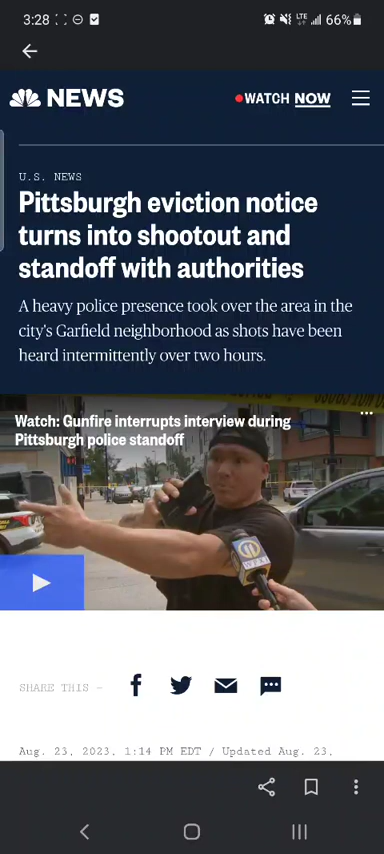 3:28 LTE 66%
NEWS WATCH NOW
U.S. NEWS
Pittsburgh eviction notice
turns into shootout and
standoff with authorities
A heavy police presence took over the area in the
city's Garfield neighborhood as shots have been
heard intermittently over two hours.
Watch: Gunfire interrupts interview during
Pittsburgh police standoff
SHARE THIS –
Aug. 23, 2023, 1:14 PM EDT / Updated Aug. 23,